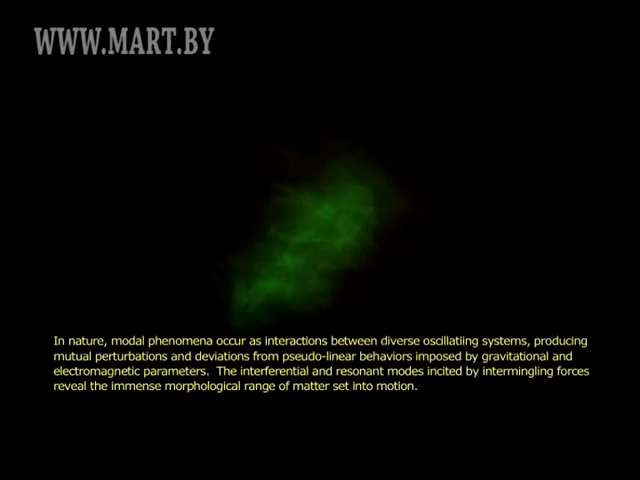 WWW.MART.BY
In nature, modal phenomena occur as interactions between diverse oscillatiing systems, producing
mutual perturbations and deviations from pseudo-linear behaviors imposed by gravitational and
electromagnetic parameters.  The interferential and resonant modes incited by intermingling forces
reveal the immense morphological range of matter set into motion.